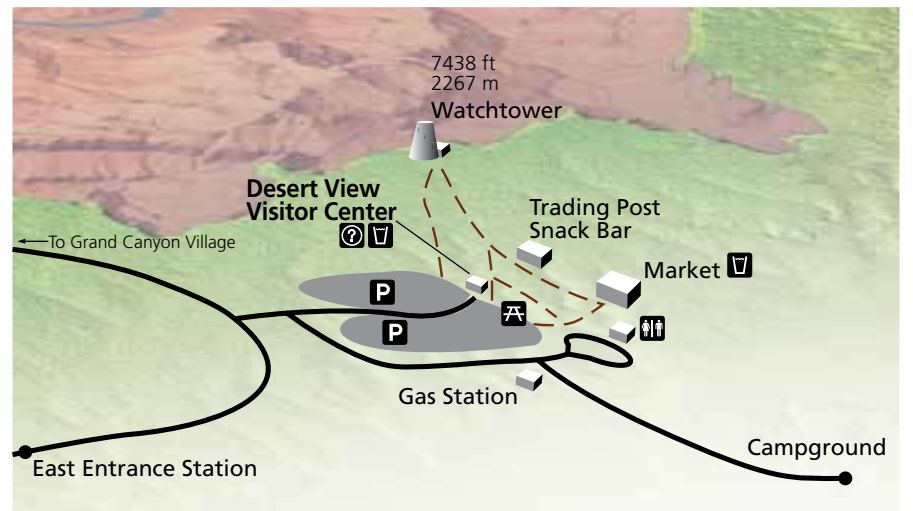 7438 ft
2267 m
Watchtower
Desert View
Visitor Center
?
Trading Post
Snack Bar
To Grand Canyon Village
Market
P
P
Gas Station
Campground
East Entrance Station